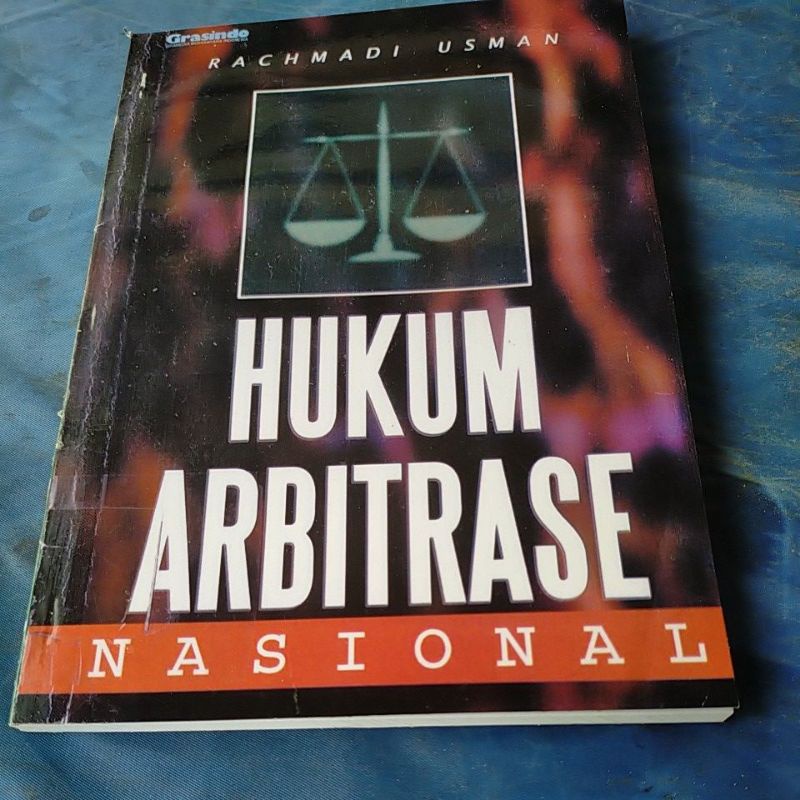 Grasindo
RACHMADI USMAN
HUKUM
ARBITRASE
NASIONAL